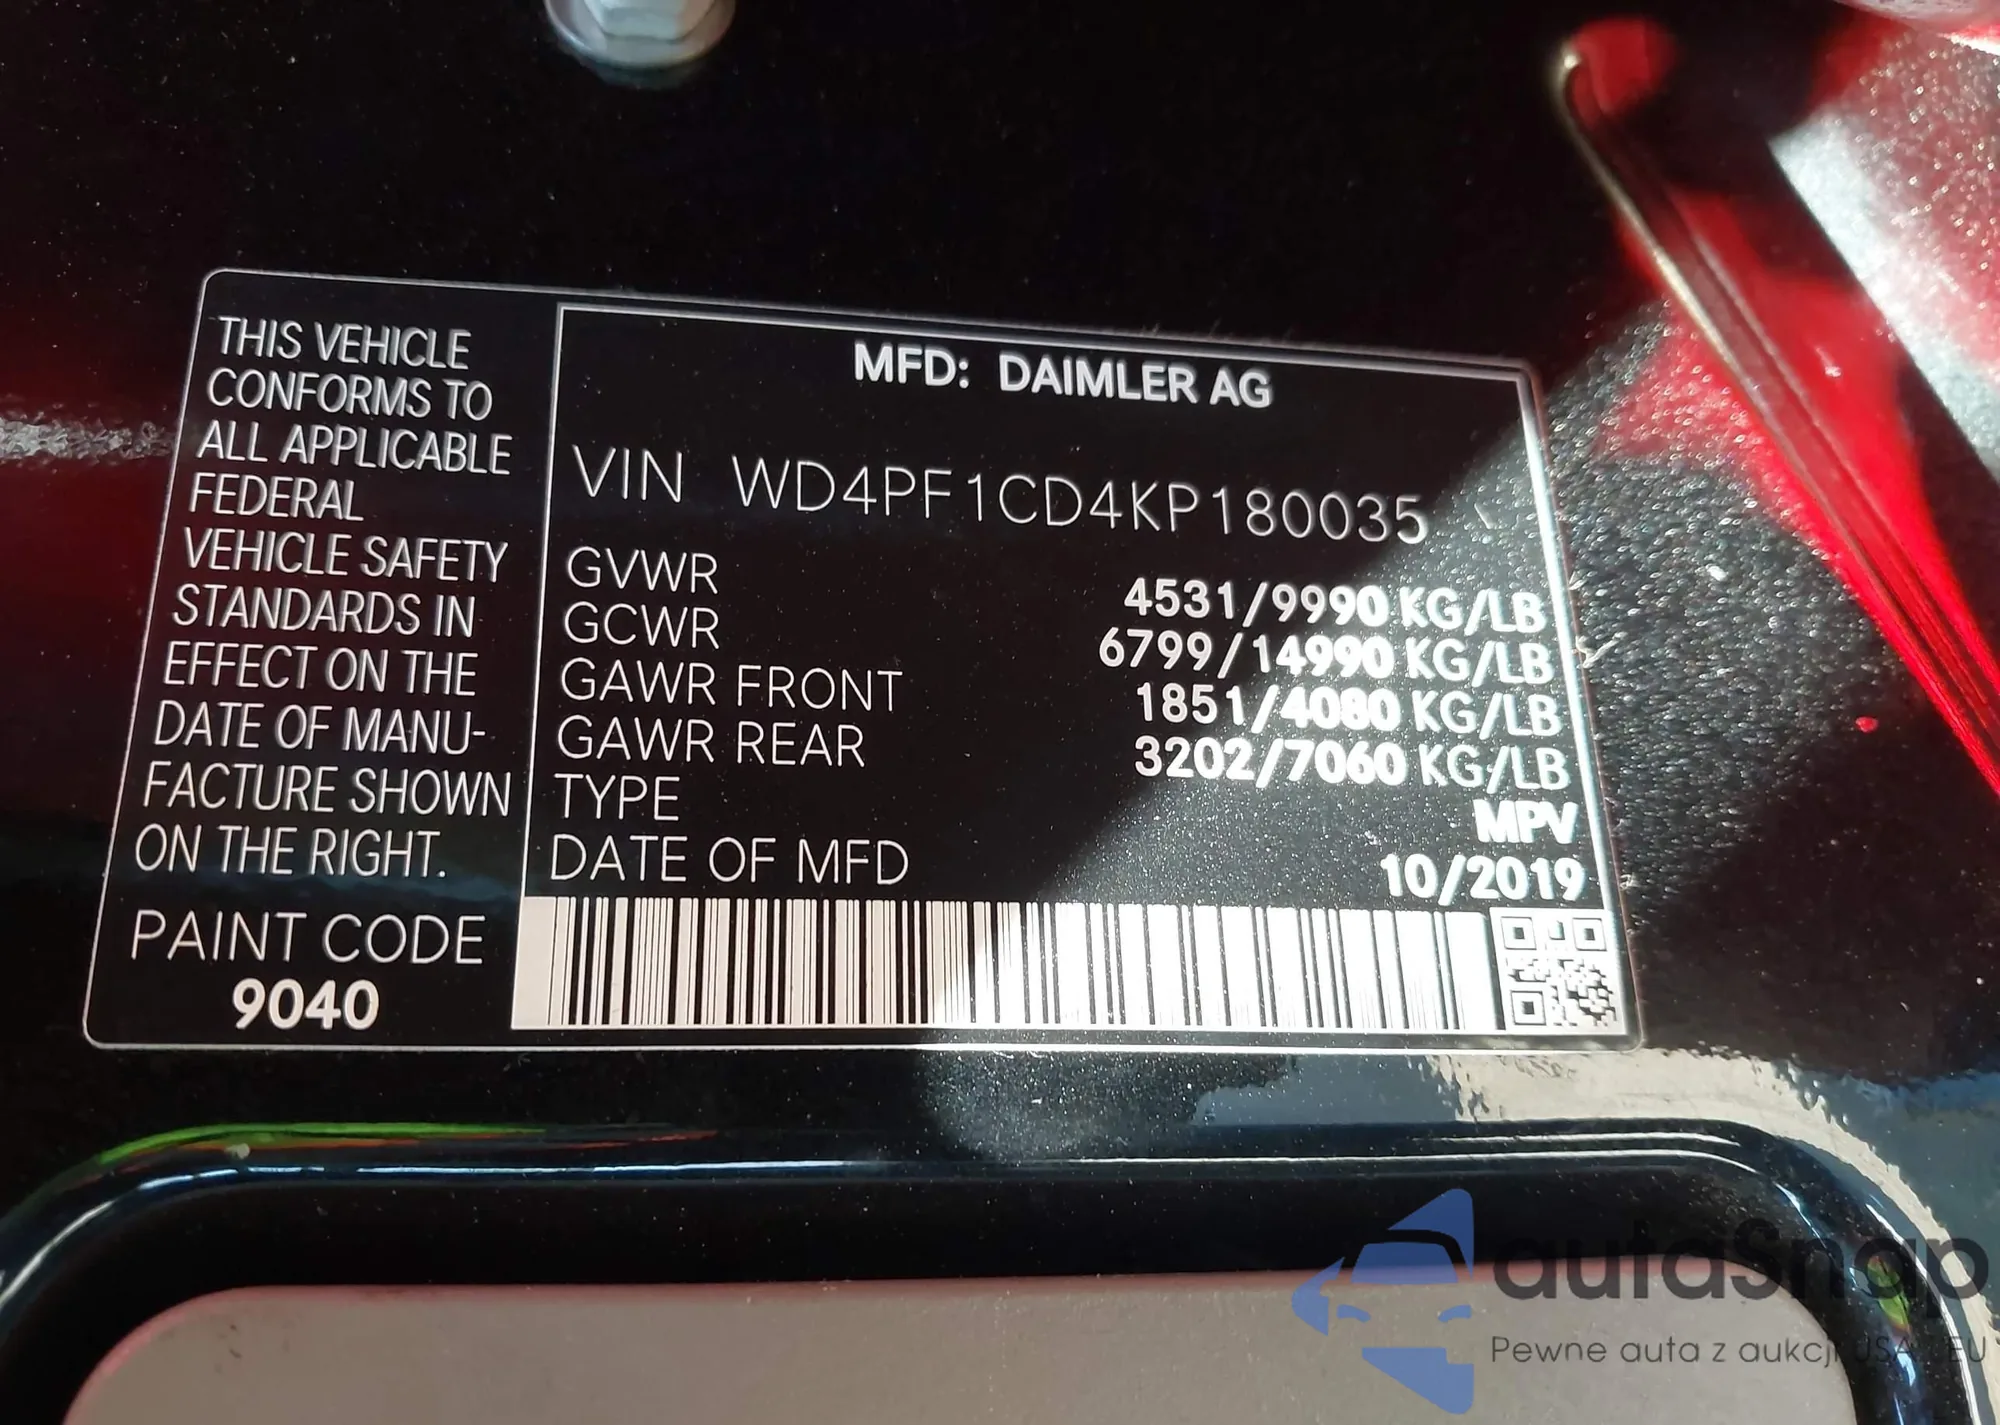 THIS VEHICLE
CONFORMS TO
ALL APPLICABLE
FEDERAL
VEHICLE SAFETY
STANDARDS IN
EFFECT ON THE
DATE OF MANU-
FACTURE SHOWN
ON THE RIGHT.
PAINT CODE
9040
MFD: DAIMLER AG
VIN WD4PF1CD4KP180035
GVWR 4531/9990 KG/LB
GCWR 6799/14990 KG/LB
GAWR FRONT 1851/4080 KG/LB
GAWR REAR 3202/7060 KG/LB
TYPE MPV
DATE OF MFD 10/2019
autaSnap
Pewne auta z aukcji USA EU